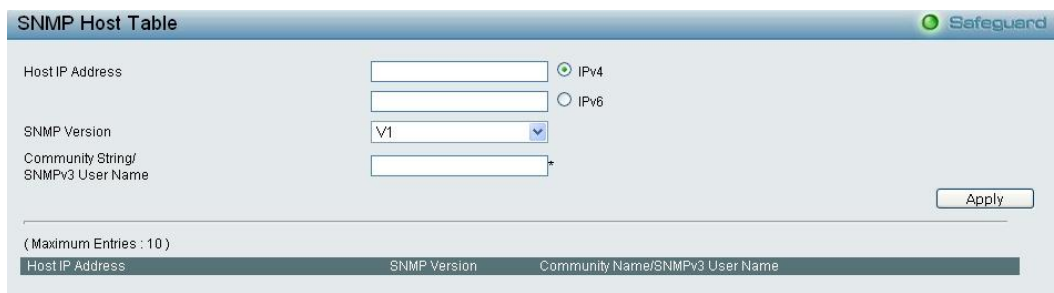 SNMP Host Table
Safeguard
Host IP Address
IPv4
IPv6
SNMP Version
V1
Community String/
SNMPv3 User Name
*
Apply
( Maximum Entries : 10 )
Host IP Address SNMP Version Community Name/SNMPv3 User Name